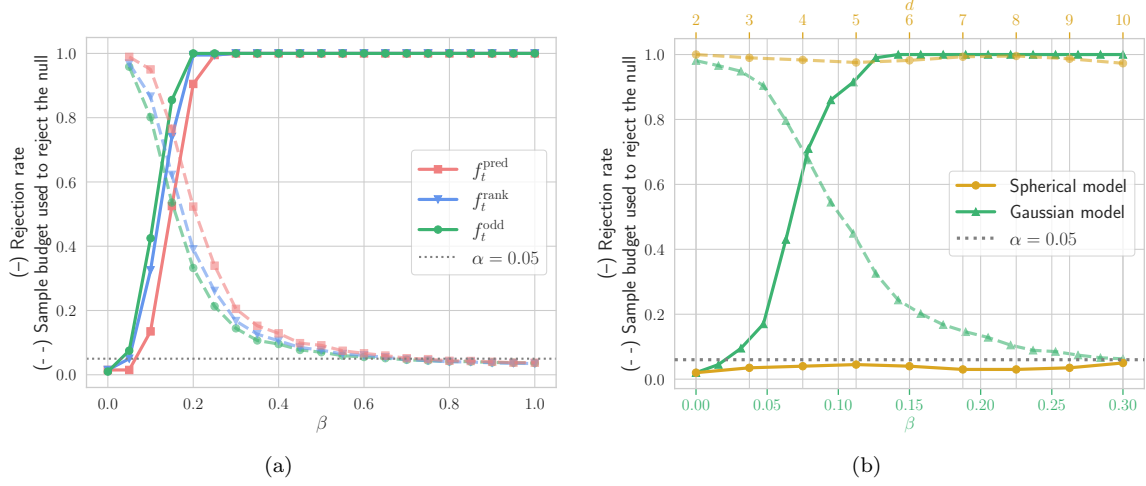 (a)
(−) Rejection rate
(- -) Sample budget used to reject the null
1.0
0.8
0.6
0.4
0.2
0.0
0.0 0.2 0.4 0.6 0.8 1.0
β
f_t^pred
f_t^rank
f_t^odd
α = 0.05
(a)
(b)
d
2 3 4 5 6 7 8 9 10
(−) Rejection rate
(- -) Sample budget used to reject the null
1.0
0.8
0.6
0.4
0.2
0.0
Spherical model
Gaussian model
α = 0.05
0.00 0.05 0.10 0.15 0.20 0.25 0.30
β
(b)